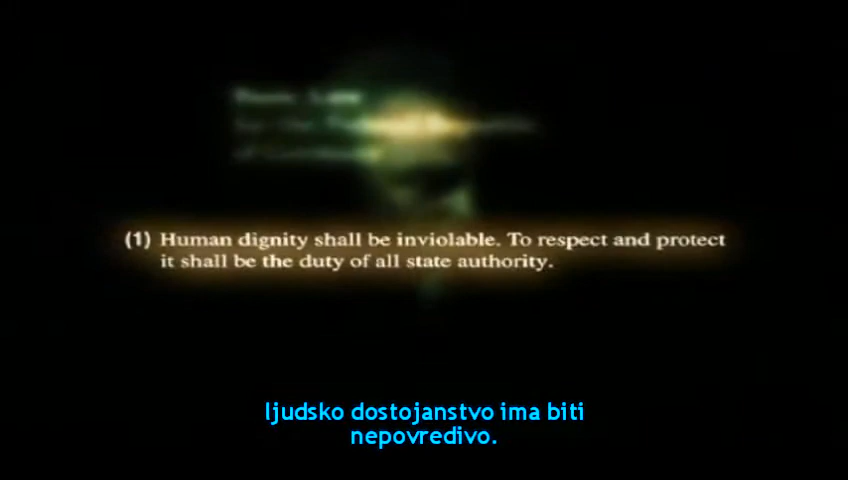 (1) Human dignity shall be inviolable. To respect and protect
it shall be the duty of all state authority.
ljudsko dostojanstvo ima biti
nepovredivo.